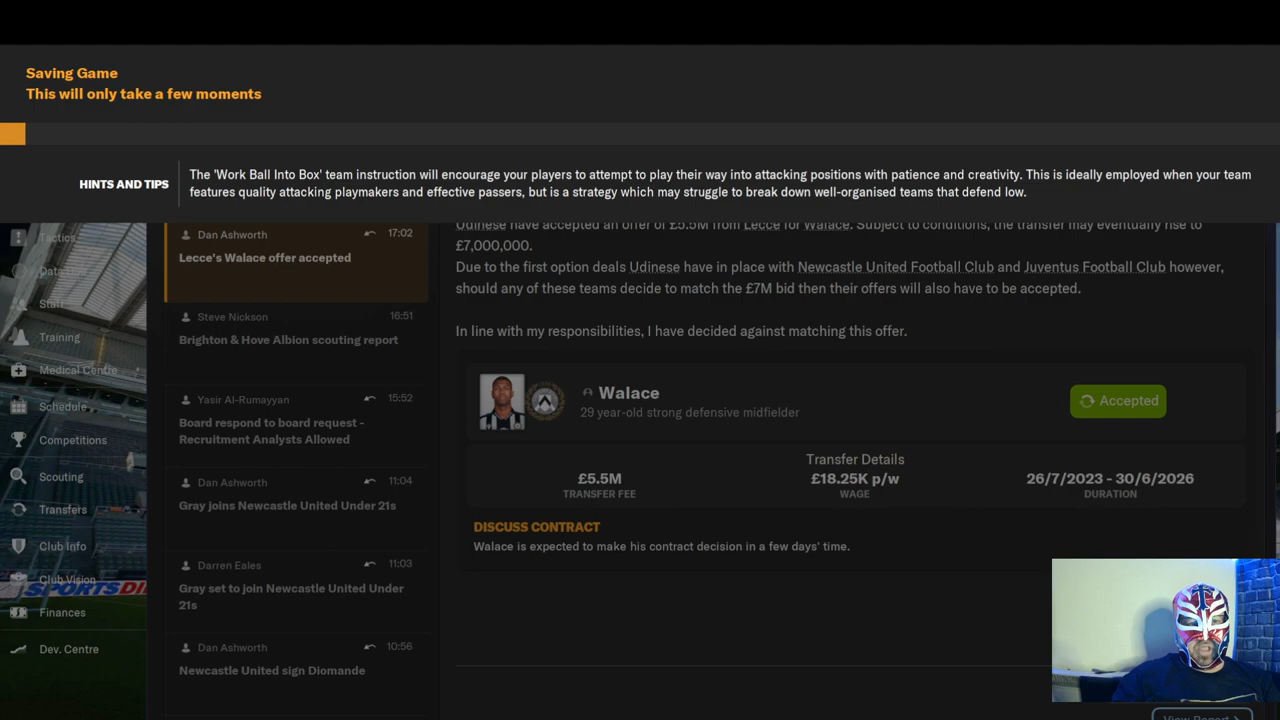 Saving Game
This will only take a few moments
HINTS AND TIPS
The 'Work Ball Into Box' team instruction will encourage your players to attempt to play their way into attacking positions with patience and creativity. This is ideally employed when your team
features quality attacking playmakers and effective passers, but is a strategy which may struggle to break down well-organised teams that defend low.
Tactics
Data Hub
Staff
Training
Medical Centre
Schedule
Competitions
Scouting
Transfers
Club Info
Club Vision
Finances
Dev. Centre
Dan Ashworth
17:02
Lecce's Walace offer accepted
Steve Nickson
16:51
Brighton & Hove Albion scouting report
Yasir Al-Rumayyan
15:52
Board respond to board request -
Recruitment Analysts Allowed
Dan Ashworth
11:04
Gray joins Newcastle United Under 21s
Darren Eales
11:03
Gray set to join Newcastle United Under
21s
Dan Ashworth
10:56
Newcastle United sign Diomande
Udinese have accepted an offer of £5.5M from Lecce for Walace. Subject to conditions, the transfer may eventually rise to
£7,000,000.
Due to the first option deals Udinese have in place with Newcastle United Football Club and Juventus Football Club however,
should any of these teams decide to match the £7M bid then their offers will also have to be accepted.
In line with my responsibilities, I have decided against matching this offer.
Walace
29 year-old strong defensive midfielder
Accepted
Transfer Details
£5.5M
TRANSFER FEE
£18.25K p/w
WAGE
26/7/2023 - 30/6/2026
DURATION
DISCUSS CONTRACT
Walace is expected to make his contract decision in a few days' time.
View Report